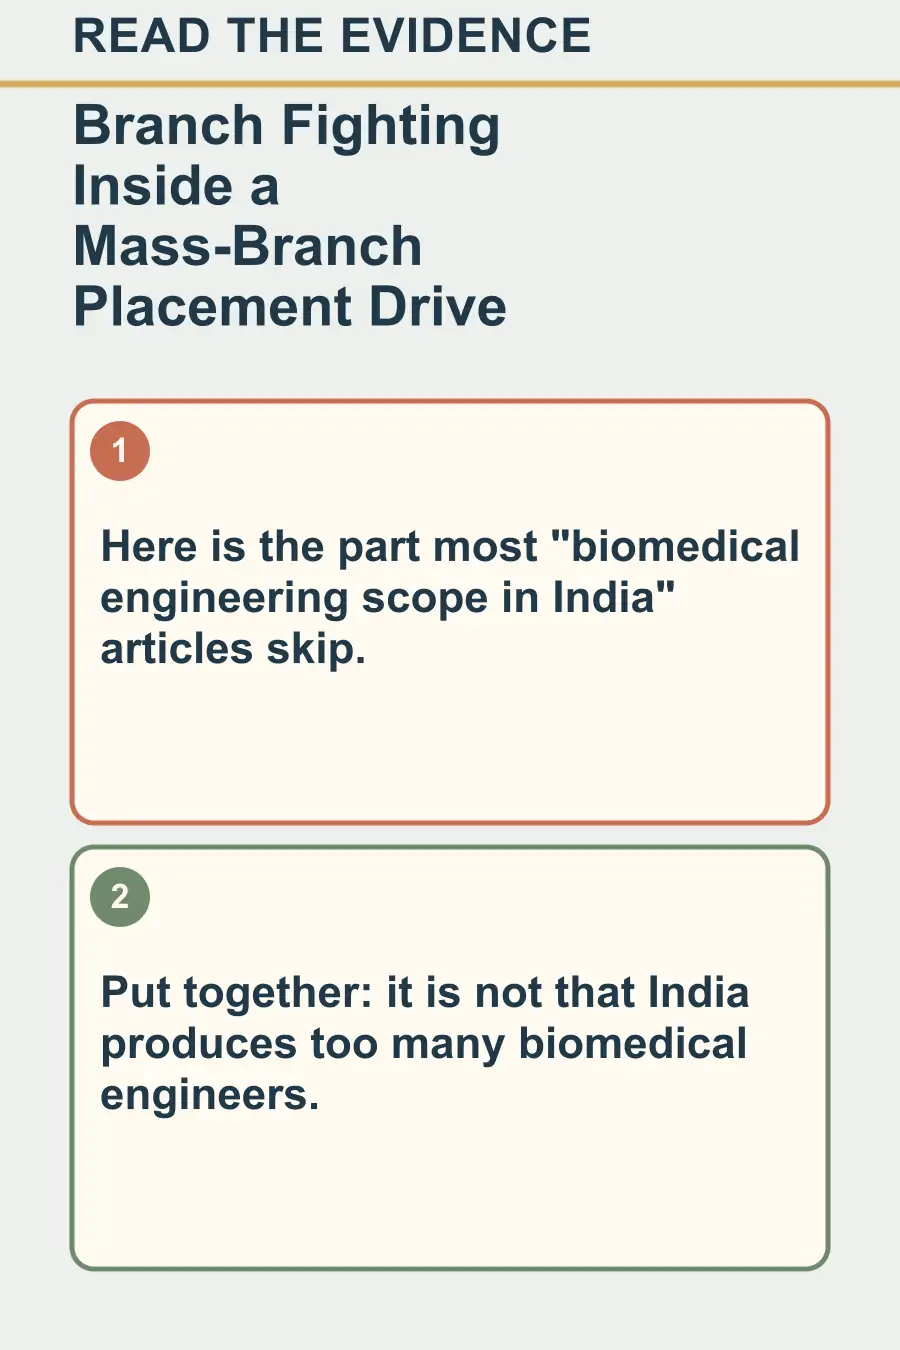 READ THE EVIDENCE
Branch Fighting
Inside a
Mass-Branch
Placement Drive
1
Here is the part most "biomedical
engineering scope in India"
articles skip.
2
Put together: it is not that India
produces too many biomedical
engineers.